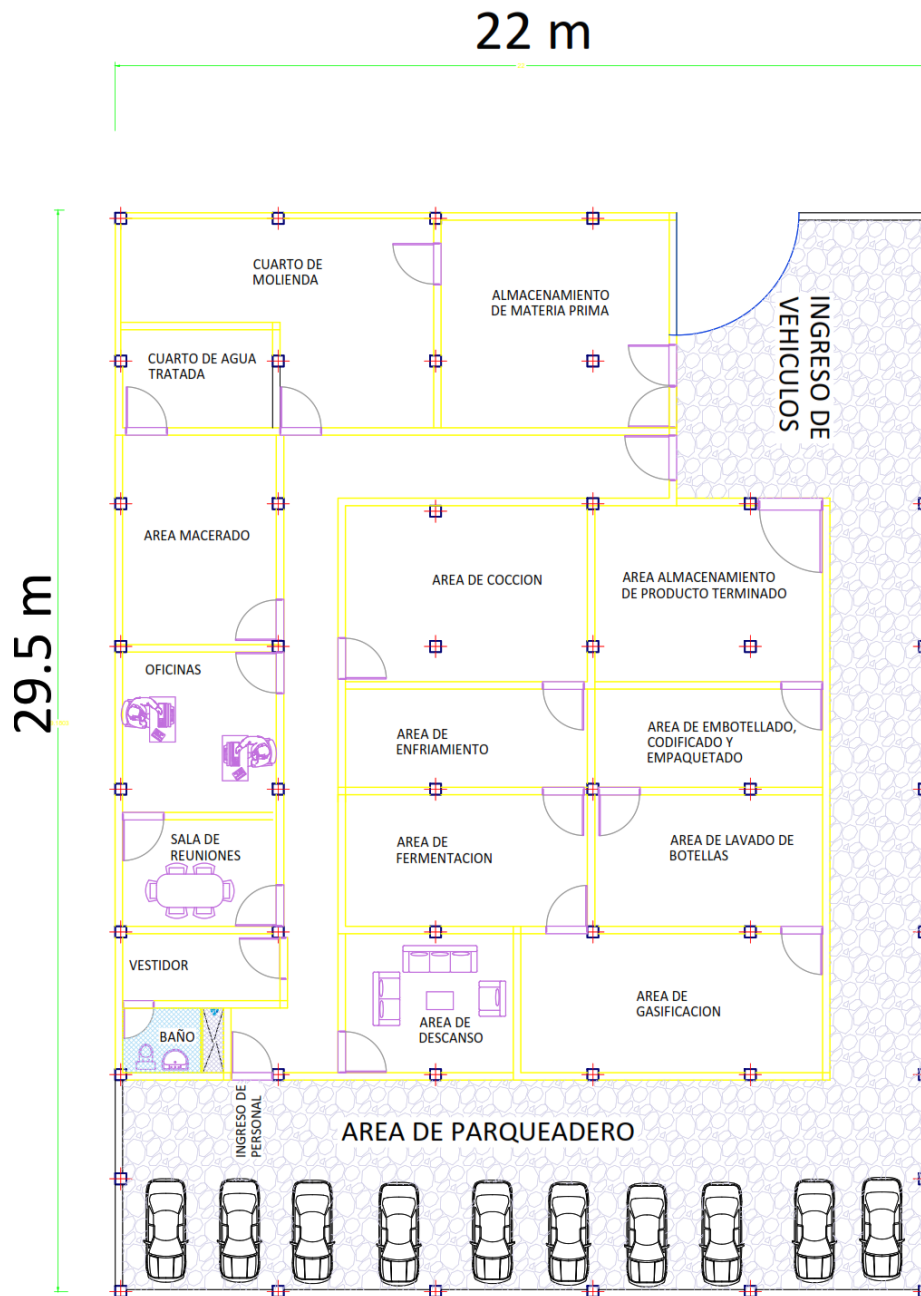 22 m
29.5 m
CUARTO DE
MOLIENDA
ALMACENAMIENTO
DE MATERIA PRIMA
INGRESO DE
VEHICULOS
CUARTO DE AGUA
TRATADA
AREA MACERADO
AREA DE COCCION
AREA ALMACENAMIENTO
DE PRODUCTO TERMINADO
OFICINAS
AREA DE
ENFRIAMIENTO
AREA DE EMBOTELLADO,
CODIFICADO Y
EMPAQUETADO
SALA DE
REUNIONES
AREA DE
FERMENTACION
AREA DE LAVADO DE
BOTELLAS
VESTIDOR
BAÑO
AREA DE
DESCANSO
AREA DE
GASIFICACION
INGRESO DE
PERSONAL
AREA DE PARQUEADERO